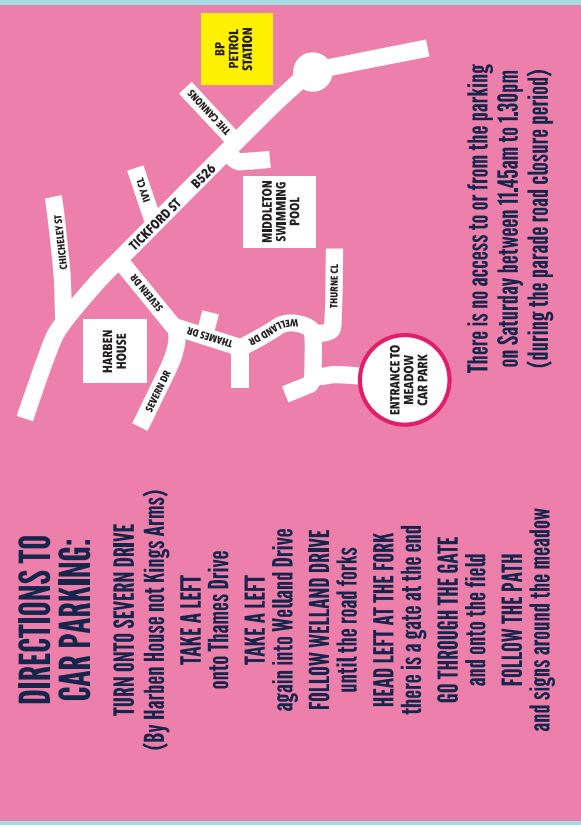 DIRECTIONS TO
CAR PARKING:
TURN ONTO SEVERN DRIVE
(By Harben House not Kings Arms)
TAKE A LEFT
onto Thames Drive
TAKE A LEFT
again into Welland Drive
FOLLOW WELLAND DRIVE
until the road forks
HEAD LEFT AT THE FORK
there is a gate at the end
GO THROUGH THE GATE
and onto the field
FOLLOW THE PATH
and signs around the meadow
CHICHELEY ST
HARBEN
HOUSE
SEVERN DR
SEVERN DR
IVY CL
TICKFORD ST
B526
THE CANNONS
BP
PETROL
STATION
THAMES DR
WELLAND DR
MIDDLETON
SWIMMING
POOL
THURNE CL
ENTRANCE TO
MEADOW
CAR PARK
There is no access to or from the parking
on Saturday between 11.45am to 1.30pm
(during the parade road closure period)